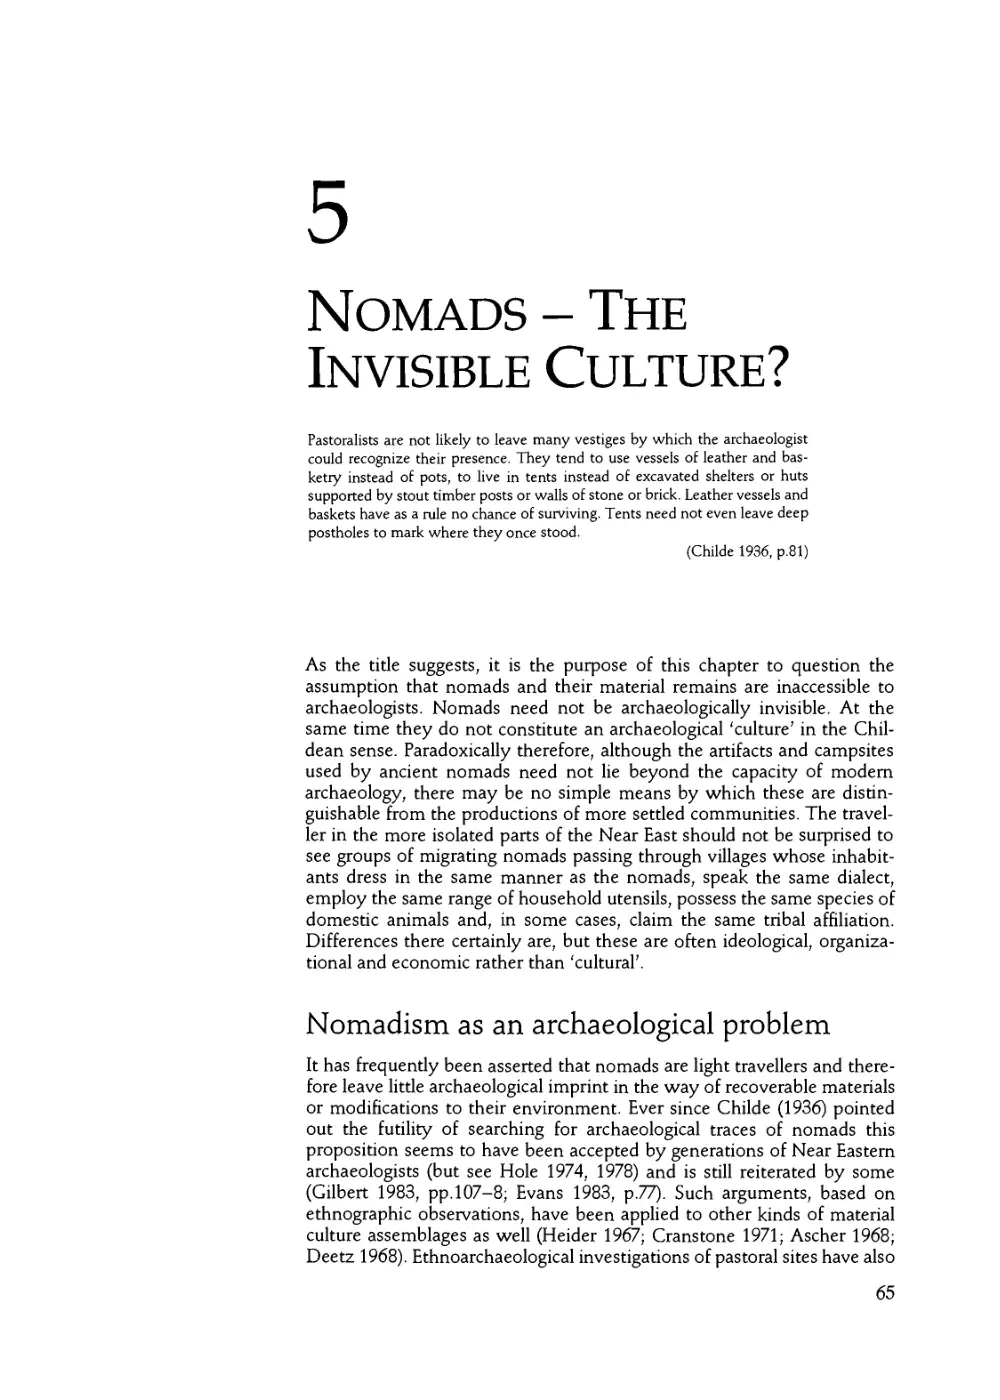 5
NOMADS – THE
INVISIBLE CULTURE?
Pastoralists are not likely to leave many vestiges by which the archaeologist
could recognize their presence. They tend to use vessels of leather and bas-
ketry instead of pots, to live in tents instead of excavated shelters or huts
supported by stout timber posts or walls of stone or brick. Leather vessels and
baskets have as a rule no chance of surviving. Tents need not even leave deep
postholes to mark where they once stood.
(Childe 1936, p.81)
As the title suggests, it is the purpose of this chapter to question the
assumption that nomads and their material remains are inaccessible to
archaeologists. Nomads need not be archaeologically invisible. At the
same time they do not constitute an archaeological 'culture' in the Chil-
dean sense. Paradoxically therefore, although the artifacts and campsites
used by ancient nomads need not lie beyond the capacity of modern
archaeology, there may be no simple means by which these are distin-
guishable from the productions of more settled communities. The travel-
ler in the more isolated parts of the Near East should not be surprised to
see groups of migrating nomads passing through villages whose inhabit-
ants dress in the same manner as the nomads, speak the same dialect,
employ the same range of household utensils, possess the same species of
domestic animals and, in some cases, claim the same tribal affiliation.
Differences there certainly are, but these are often ideological, organiza-
tional and economic rather than 'cultural'.
Nomadism as an archaeological problem
It has frequently been asserted that nomads are light travellers and there-
fore leave little archaeological imprint in the way of recoverable materials
or modifications to their environment. Ever since Childe (1936) pointed
out the futility of searching for archaeological traces of nomads this
proposition seems to have been accepted by generations of Near Eastern
archaeologists (but see Hole 1974, 1978) and is still reiterated by some
(Gilbert 1983, pp.107–8; Evans 1983, p.77). Such arguments, based on
ethnographic observations, have been applied to other kinds of material
culture assemblages as well (Heider 1967; Cranstone 1971; Ascher 1968;
Deetz 1968). Ethnoarchaeological investigations of pastoral sites have also
65